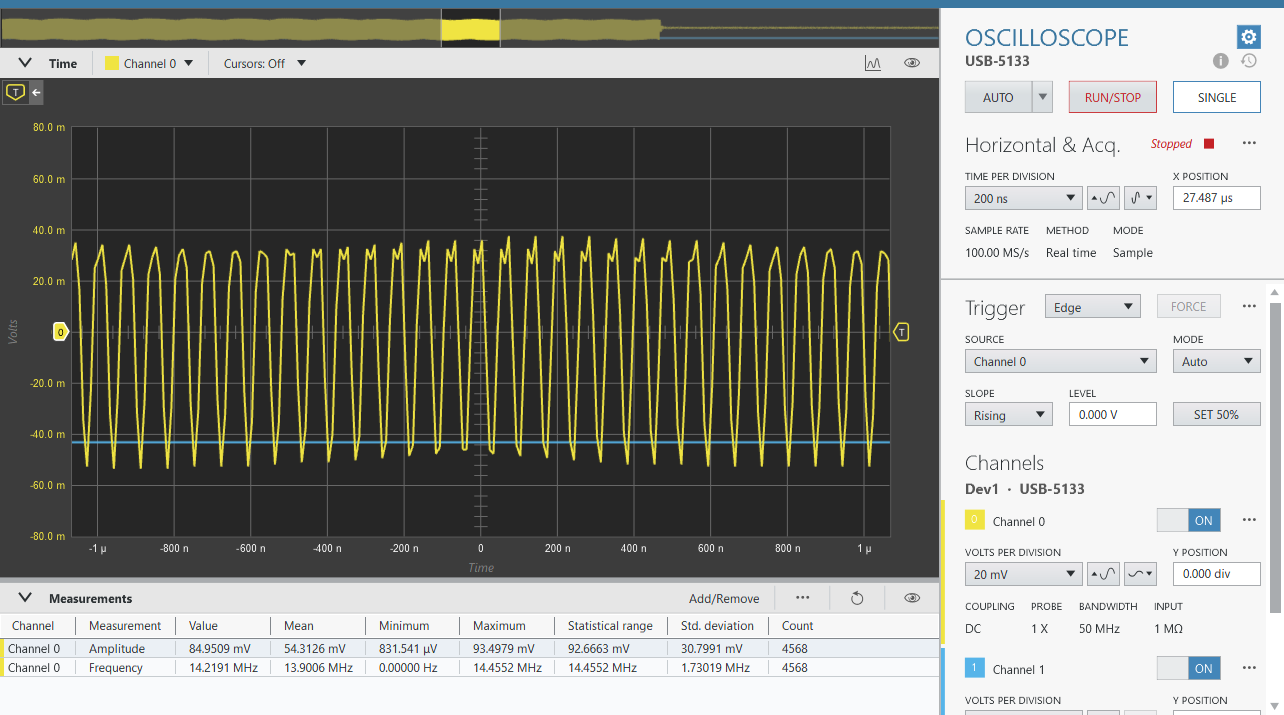 OSCILLOSCOPE
USB-5133
Time Channel 0 Cursors: Off
AUTO RUN/STOP SINGLE
T
Horizontal & Acq. Stopped
TIME PER DIVISION X POSITION
200 ns 27.487 µs
SAMPLE RATE METHOD MODE
100.00 MS/s Real time Sample
80.0 m
60.0 m
40.0 m
20.0 m
Volts
0
T
-20.0 m
-40.0 m
-60.0 m
-80.0 m
-1 µ -800 n -600 n -400 n -200 n 0 200 n 400 n 600 n 800 n 1 µ
Time
Trigger Edge FORCE
SOURCE MODE
Channel 0 Auto
SLOPE LEVEL
Rising 0.000 V SET 50%
Channels
Dev1 · USB-5133
0 Channel 0 ON
VOLTS PER DIVISION Y POSITION
20 mV 0.000 div
COUPLING PROBE BANDWIDTH INPUT
DC 1 X 50 MHz 1 MΩ
1 Channel 1 ON
VOLTS PER DIVISION Y POSITION
Measurements Add/Remove
Channel Measurement Value Mean Minimum Maximum Statistical range Std. deviation Count
Channel 0 Amplitude 84.9509 mV 54.3126 mV 831.541 µV 93.4979 mV 92.6663 mV 30.7991 mV 4568
Channel 0 Frequency 14.2191 MHz 13.9006 MHz 0.00000 Hz 14.4552 MHz 14.4552 MHz 1.73019 MHz 4568